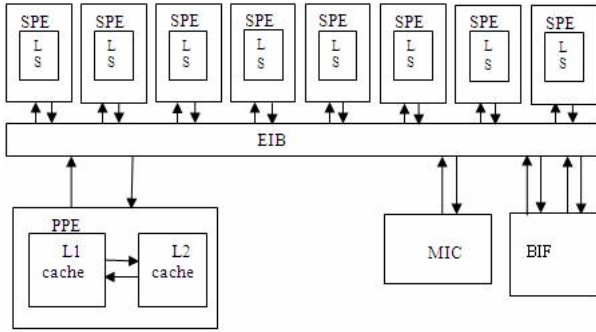 SPE SPE SPE SPE SPE SPE SPE SPE
L L L L L L L L
S S S S S S S S
EIB
PPE
L1 L2
cache cache
MIC
BIF